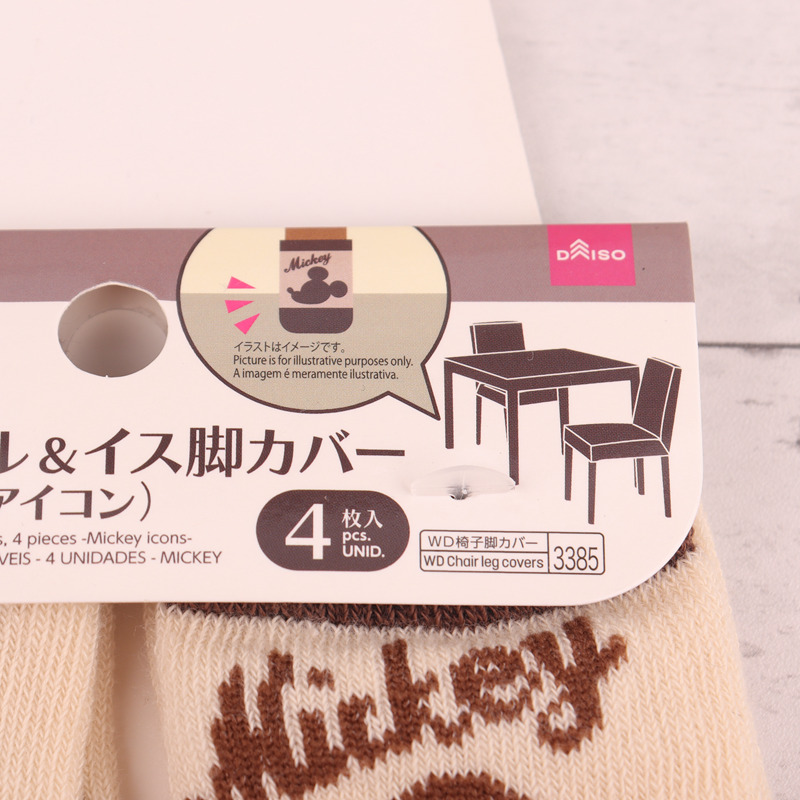 DAISO
Mickey
イラストはイメージです。
Picture is for illustrative purposes only.
A imagem é meramente ilustrativa.
ル&イス脚カバー
アイコン）
s, 4 pieces -Mickey icons-
VEIS - 4 UNIDADES - MICKEY
4 枚入
pcs.
UNID.
WD椅子脚カバー
WD Chair leg covers
3385
Mickey